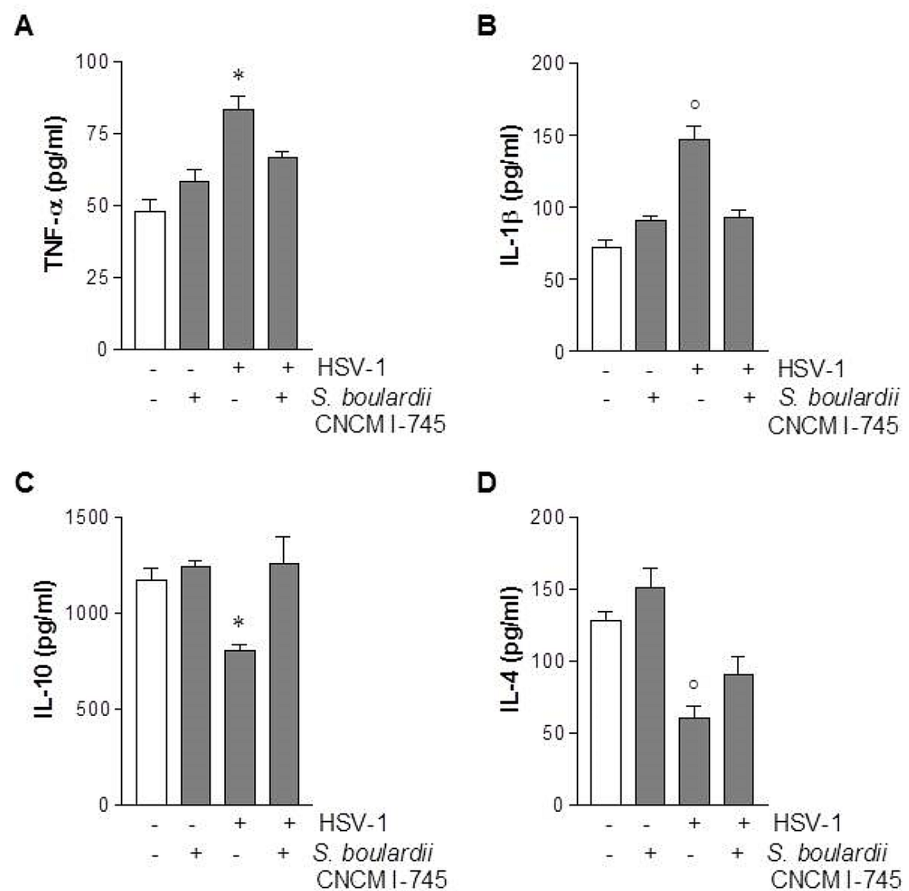 A
100
75
50
25
0
TNF-α (pg/ml)
*
- - + + HSV-1
- + - + S. boulardii
CNCM I-745
B
200
150
100
50
0
IL-1β (pg/ml)
°
- - + + HSV-1
- + - + S. boulardii
CNCM I-745
C
1500
1000
500
0
IL-10 (pg/ml)
*
- - + + HSV-1
- + - + S. boulardii
CNCM I-745
D
200
150
100
50
0
IL-4 (pg/ml)
°
- - + + HSV-1
- + - + S. boulardii
CNCM I-745